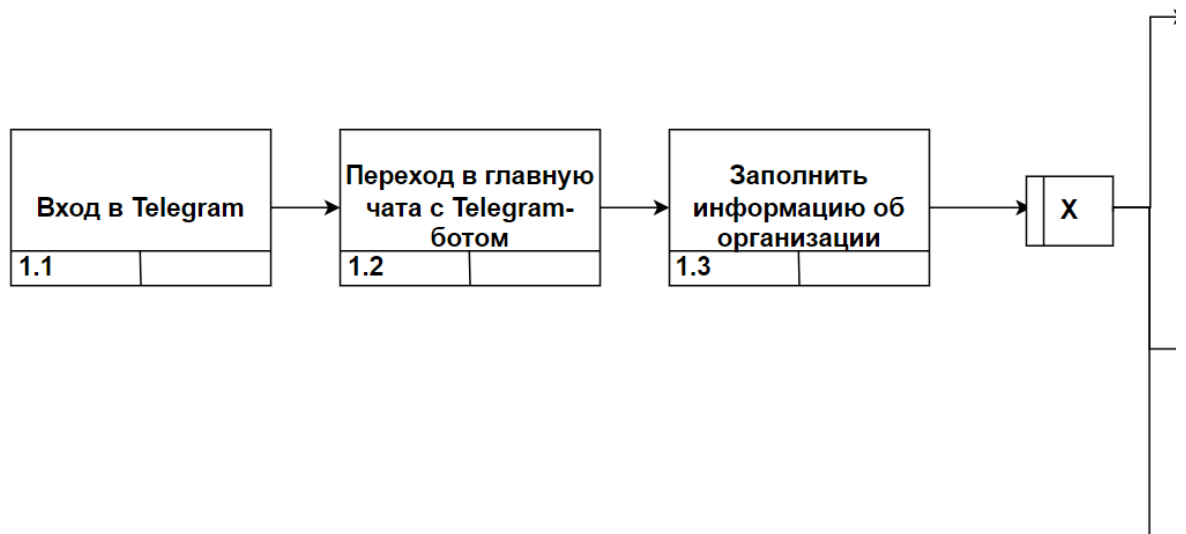 Вход в Telegram
1.1
Переход в главную
чата с Telegram-
ботом
1.2
Заполнить
информацию об
организации
1.3
X